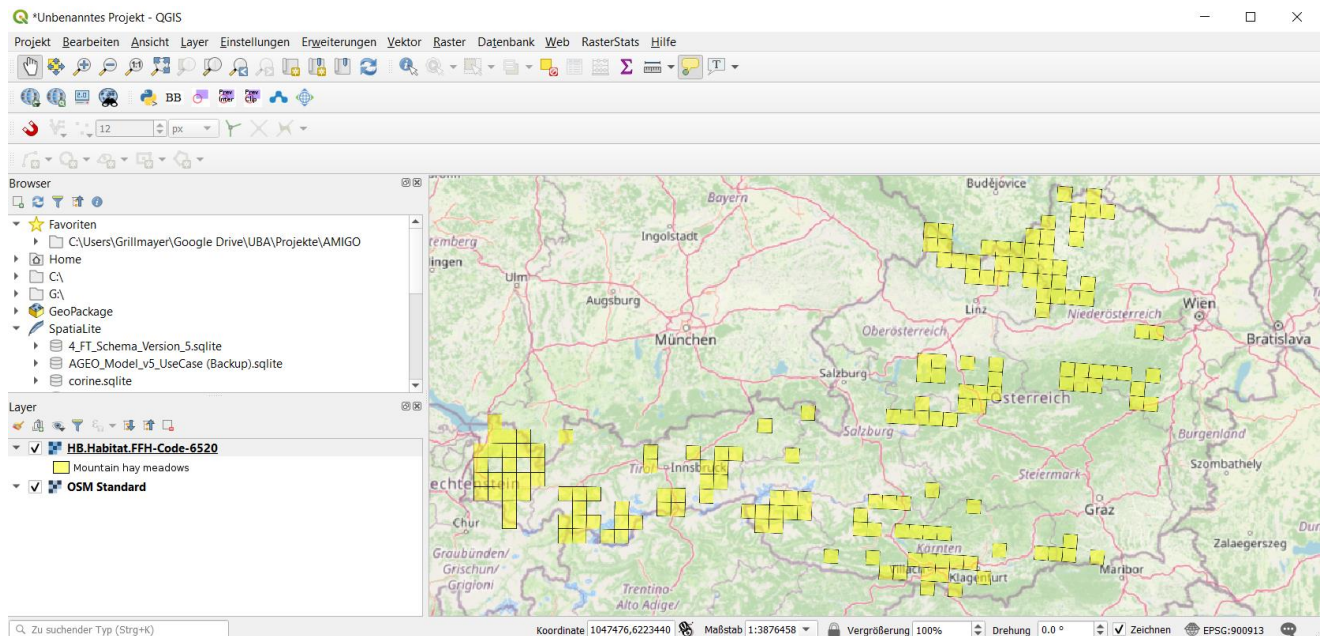 *Unbenanntes Projekt - QGIS
Projekt Bearbeiten Ansicht Layer Einstellungen Erweiterungen Vektor Raster Datenbank Web RasterStats Hilfe
BB
12 px
Browser
Favoriten
C:\Users\Grillmayer\Google Drive\UBA\Projekte\AMIGO
Home
C:\
G:\
GeoPackage
SpatiaLite
4_FT_Schema_Version_5.sqlite
AGEO_Model_v5_UseCase (Backup).sqlite
corine.sqlite
Layer
HB.Habitat.FFH-Code-6520
Mountain hay meadows
OSM Standard
Budějovice
Bayern
Ingolstadt
Ulm
Augsburg
München
Linz
Wien
Niederösterreich
Oberösterreich
Bratislava
Salzburg
Österreich
Salzburg
Burgenland
Tirol Innsbruck
Steiermark
Szombathely
Graz
Chur
Zalaegerszeg
Graubünden/
Grischun/
Grigioni
Kärnten
Villach
Klagenfurt
Maribor
Trentino-
Alto Adige/
Zu suchender Typ (Strg+K) Koordinate 1047476,6223440 Maßstab 1:3876458 Vergrößerung 100% Drehung 0.0 ° Zeichnen EPSG:900913